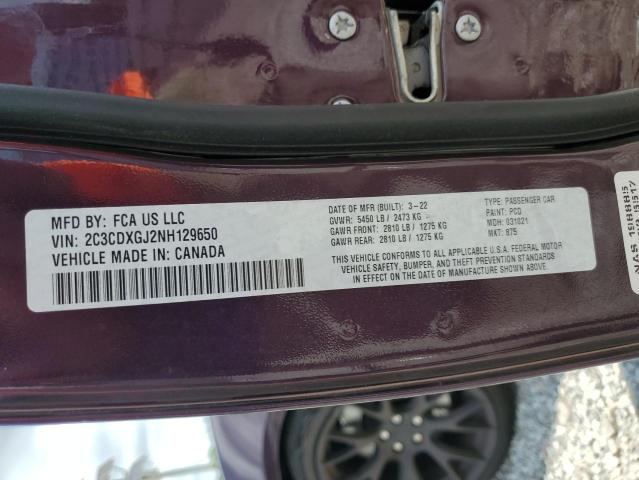 MFD BY: FCA US LLC
VIN: 2C3CDXGJ2NH129650
VEHICLE MADE IN: CANADA
DATE OF MFR (BUILT): 3-22
GVWR: 5450 LB / 2473 KG
GAWR FRONT: 2810 LB / 1275 KG
GAWR REAR: 2810 LB / 1275 KG
TYPE: PASSENGER CAR
PAINT: PCD
MDH: 031821
MKT: 875
THIS VEHICLE CONFORMS TO ALL APPLICABLE U.S.A. FEDERAL MOTOR
VEHICLE SAFETY, BUMPER, AND THEFT PREVENTION STANDARDS
IN EFFECT ON THE DATE OF MANUFACTURE SHOWN ABOVE.